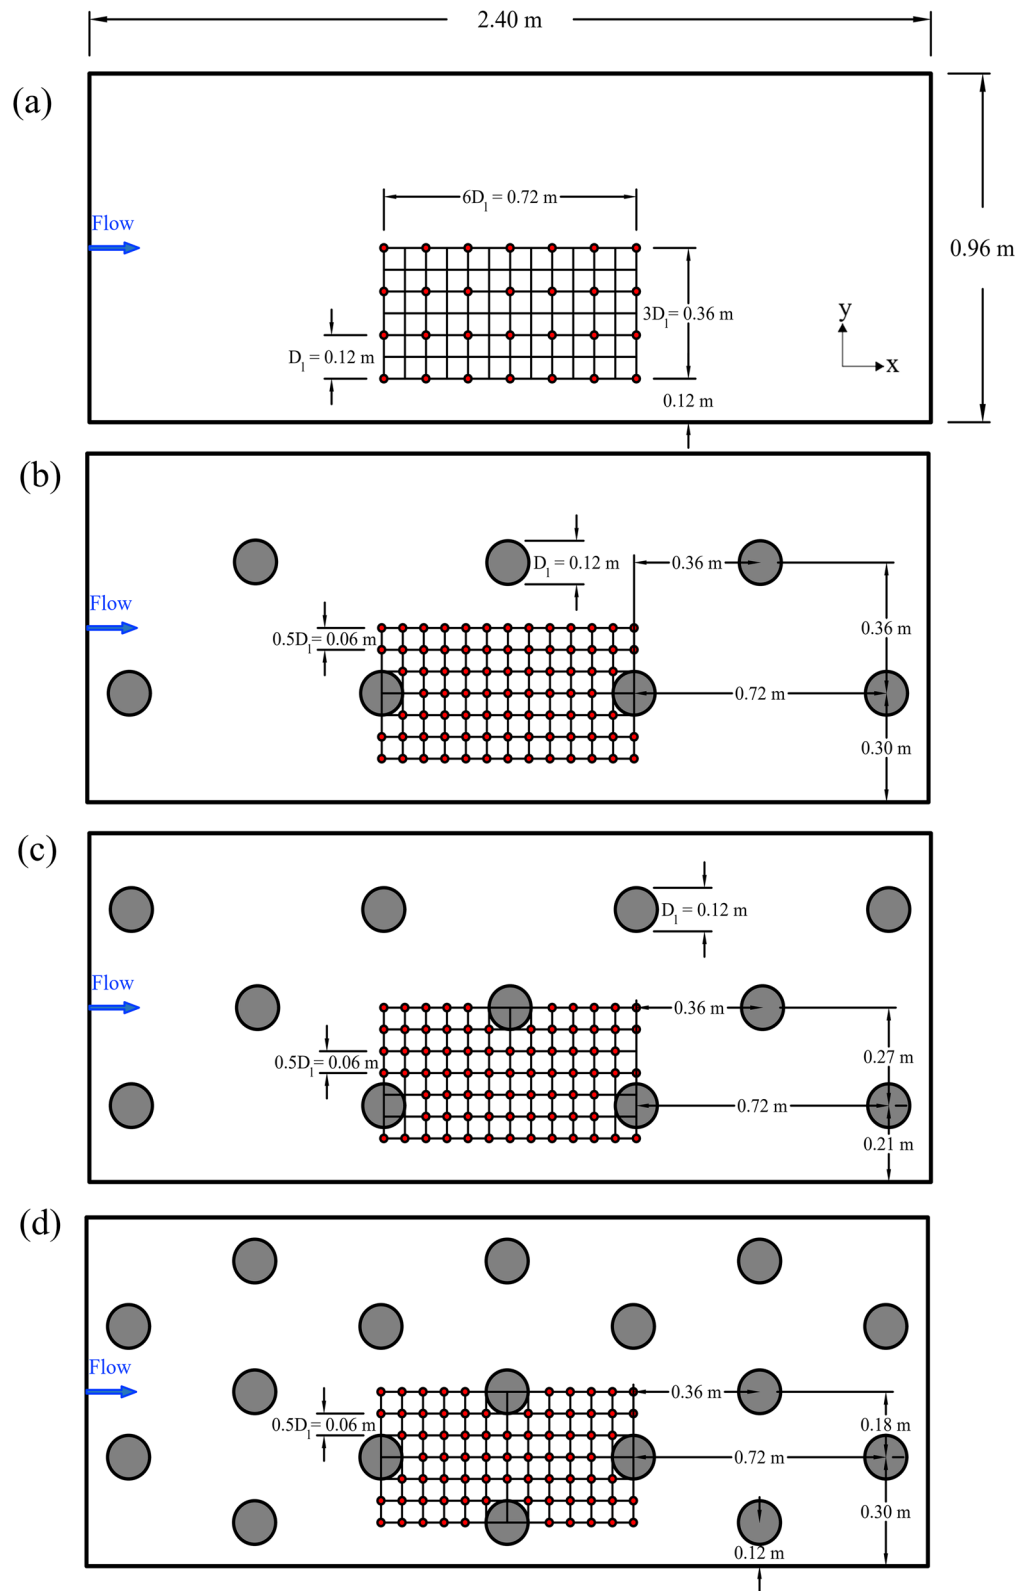 2.40 m
(a)
6D₁ = 0.72 m
Flow
0.96 m
3D₁= 0.36 m
y
D₁ = 0.12 m
x
0.12 m
(b)
D₁ = 0.12 m
0.36 m
Flow
0.5D₁= 0.06 m
0.36 m
0.72 m
0.30 m
(c)
D₁ = 0.12 m
Flow
0.36 m
0.5D₁= 0.06 m
0.27 m
0.72 m
0.21 m
(d)
Flow
0.36 m
0.5D₁= 0.06 m
0.18 m
0.72 m
0.30 m
0.12 m